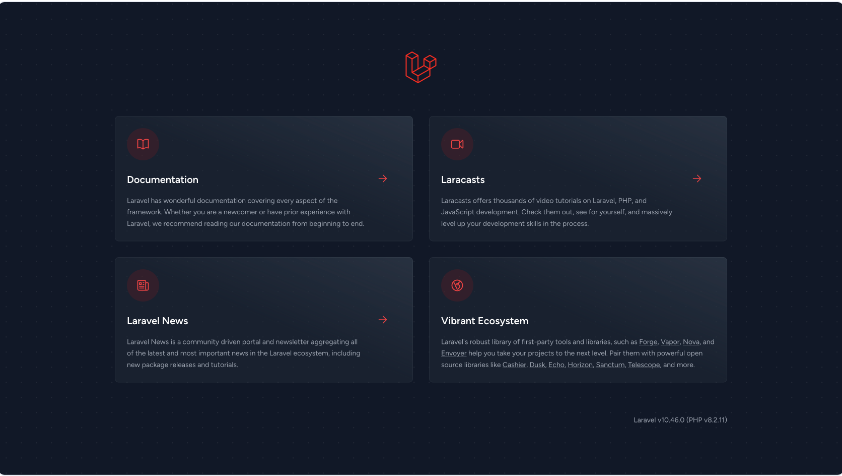 Documentation
Laravel has wonderful documentation covering every aspect of the
framework. Whether you are a newcomer or have prior experience with
Laravel, we recommend reading our documentation from beginning to end.
Laracasts
Laracasts offers thousands of video tutorials on Laravel, PHP, and
JavaScript development. Check them out, see for yourself, and massively
level up your development skills in the process.
Laravel News
Laravel News is a community driven portal and newsletter aggregating all
of the latest and most important news in the Laravel ecosystem, including
new package releases and tutorials.
Vibrant Ecosystem
Laravel's robust library of first-party tools and libraries, such as Forge, Vapor, Nova, and
Envoyer help you take your projects to the next level. Pair them with powerful open
source libraries like Cashier, Dusk, Echo, Horizon, Sanctum, Telescope, and more.
Laravel v10.46.0 (PHP v8.2.11)